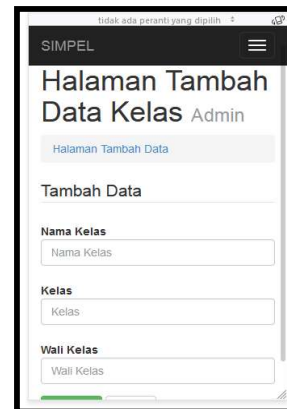 tidak ada peranti yang dipilih
SIMPEL
Halaman Tambah
Data Kelas Admin
Halaman Tambah Data
Tambah Data
Nama Kelas
Nama Kelas
Kelas
Kelas
Wali Kelas
Wali Kelas